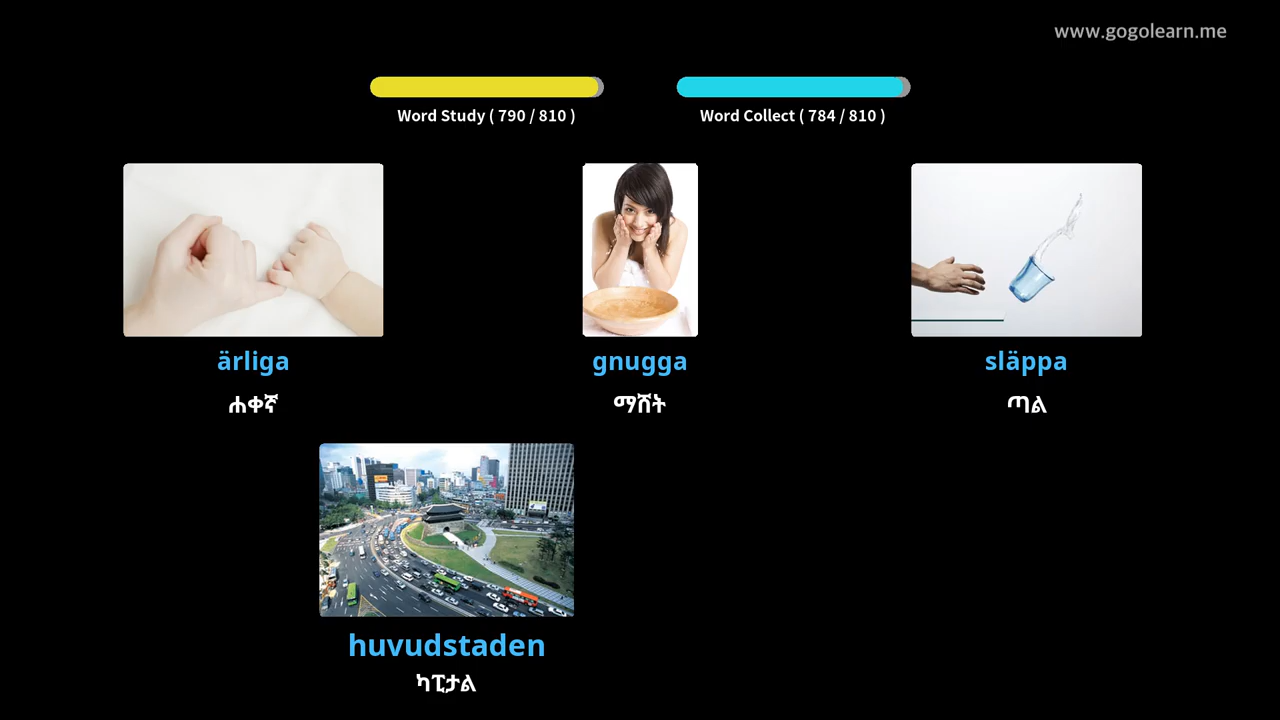 www.gogolearn.me
Word Study ( 790 / 810 )
Word Collect ( 784 / 810 )
ärliga
gnugga
släppa
ሐቀኛ
ማሸት
ጣል
huvudstaden
ካፒታል